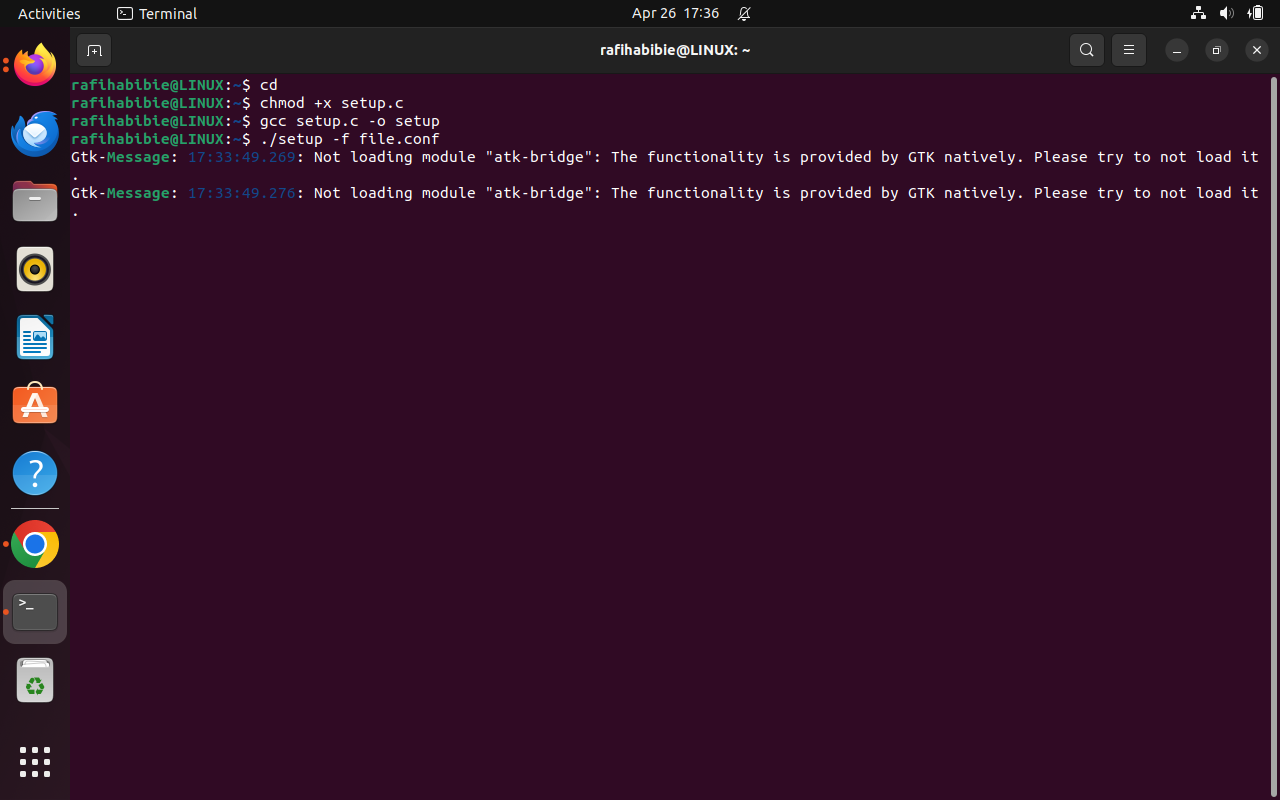 Activities
Terminal
Apr 26 17:36
rafihabibie@LINUX: ~
rafihabibie@LINUX:~$ cd
rafihabibie@LINUX:~$ chmod +x setup.c
rafihabibie@LINUX:~$ gcc setup.c -o setup
rafihabibie@LINUX:~$ ./setup -f file.conf
Gtk-Message: 17:33:49.269: Not loading module "atk-bridge": The functionality is provided by GTK natively. Please try to not load it
.
Gtk-Message: 17:33:49.276: Not loading module "atk-bridge": The functionality is provided by GTK natively. Please try to not load it
.